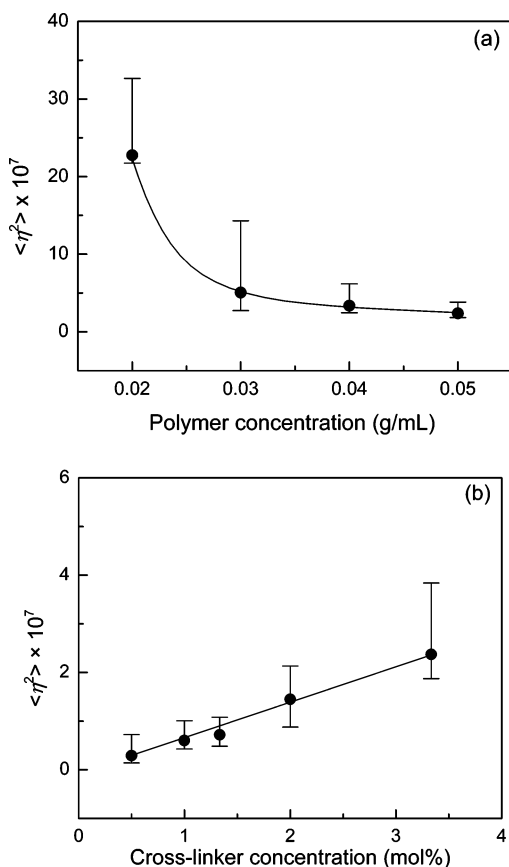 (a)
40
30
20
10
0
<η²> x 10⁷
0.02 0.03 0.04 0.05
Polymer concentration (g/mL)
(b)
6
4
2
0
<η²> × 10⁷
0 1 2 3 4
Cross-linker concentration (mol%)